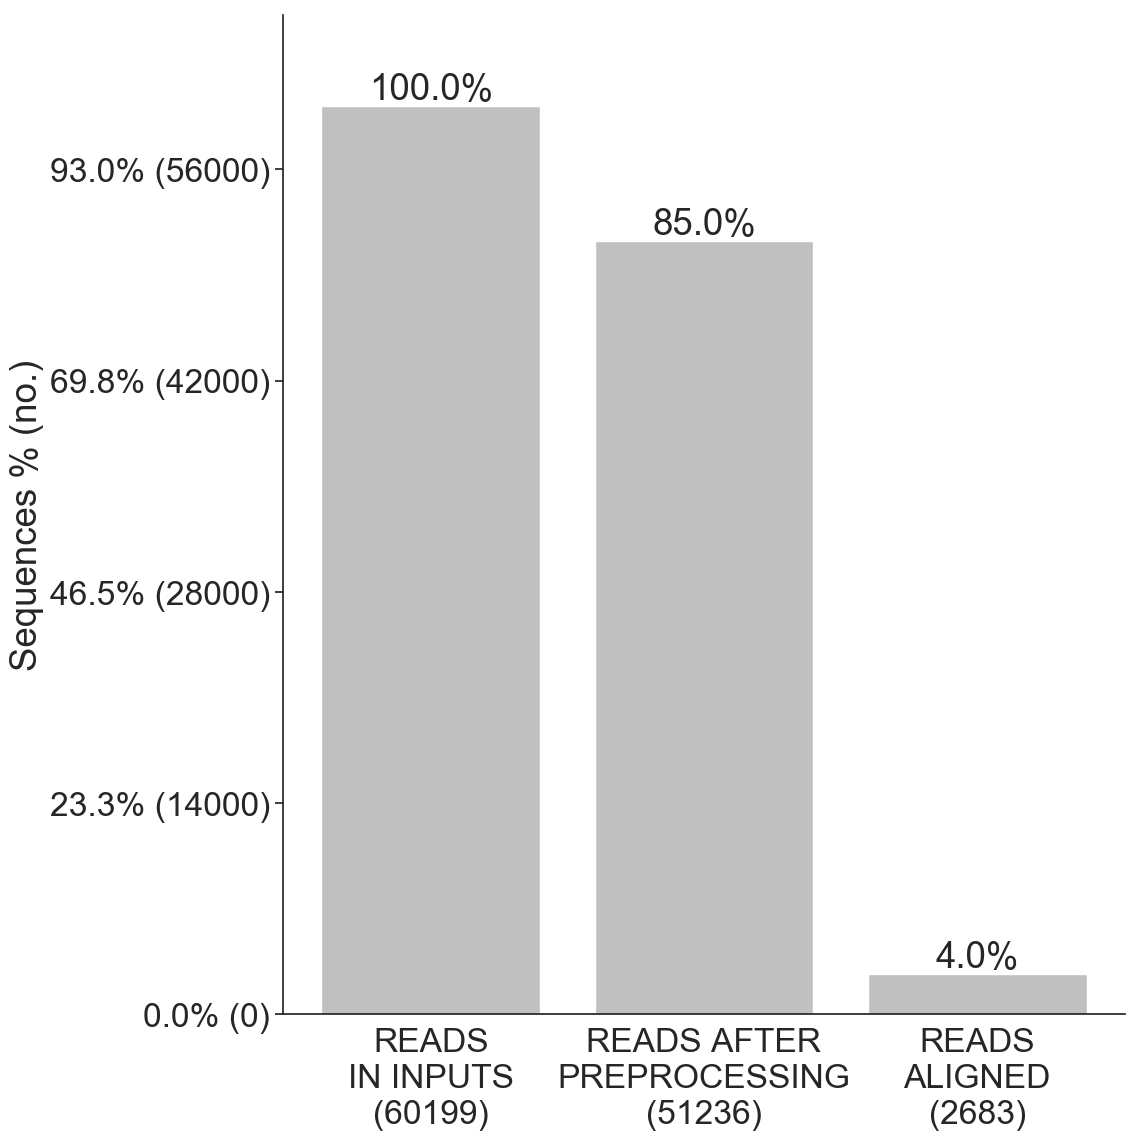 100.0%
93.0% (56000)
85.0%
69.8% (42000)
Sequences % (no.)
46.5% (28000)
23.3% (14000)
4.0%
0.0% (0)
READS
IN INPUTS
(60199)
READS AFTER
PREPROCESSING
(51236)
READS
ALIGNED
(2683)